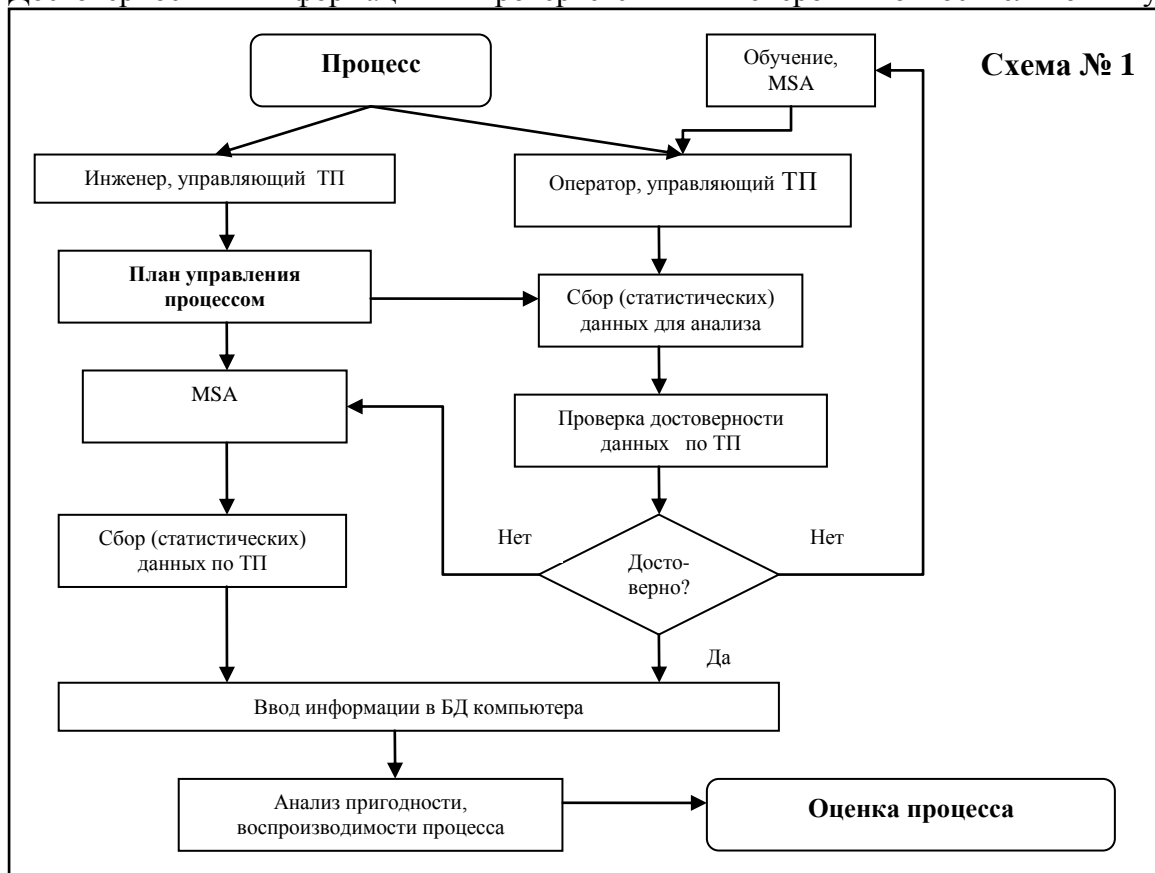 Процесс
Обучение,
MSA
Схема № 1
Инженер, управляющий ТП
Оператор, управляющий ТП
План управления
процессом
Сбор (статистических)
данных для анализа
MSA
Проверка достоверности
данных по ТП
Сбор (статистических)
данных по ТП
Нет
Нет
Досто-
верно?
Да
Ввод информации в БД компьютера
Анализ пригодности,
воспроизводимости процесса
Оценка процесса